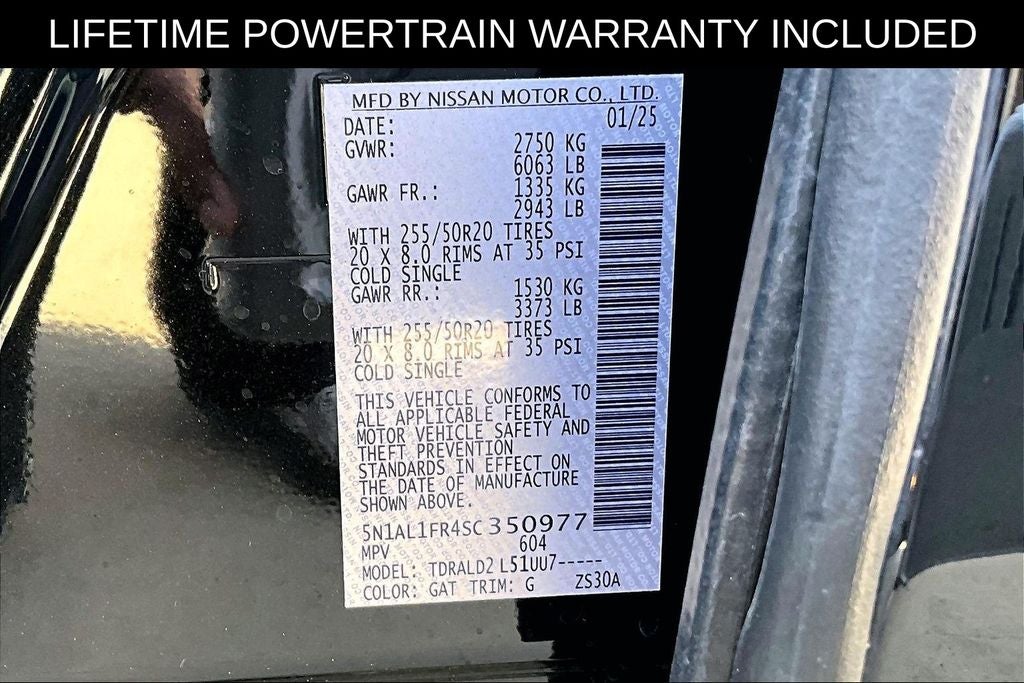 LIFETIME POWERTRAIN WARRANTY INCLUDED
MFD BY NISSAN MOTOR CO., LTD.
DATE: 01/25
GVWR: 2750 KG
6063 LB
GAWR FR.: 1335 KG
2943 LB
WITH 255/50R20 TIRES
20 X 8.0 RIMS AT 35 PSI
COLD SINGLE
GAWR RR.: 1530 KG
3373 LB
WITH 255/50R20 TIRES
20 X 8.0 RIMS AT 35 PSI
COLD SINGLE
THIS VEHICLE CONFORMS TO
ALL APPLICABLE FEDERAL
MOTOR VEHICLE SAFETY AND
THEFT PREVENTION
STANDARDS IN EFFECT ON
THE DATE OF MANUFACTURE
SHOWN ABOVE.
5N1AL1FR4SC350977
MPV 604
MODEL: TDRALD2 L51UU7-----
COLOR: GAT TRIM: G ZS30A